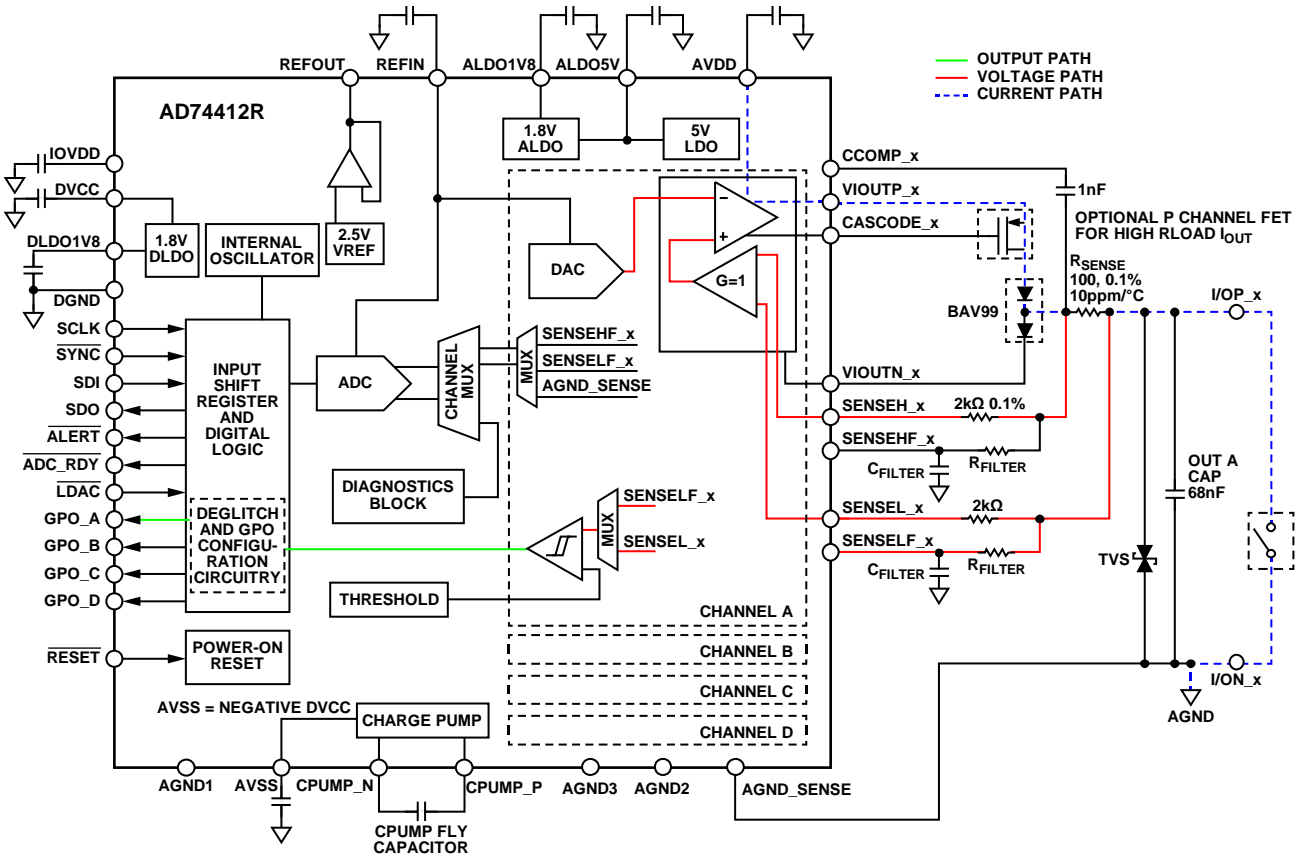 REFOUT
REFIN
ALDO1V8
ALDO5V
AVDD
OUTPUT PATH
VOLTAGE PATH
CURRENT PATH
AD74412R
1.8V
ALDO
5V
LDO
IOVDD
DVCC
DLDO1V8
DGND
1.8V
DLDO
INTERNAL
OSCILLATOR
2.5V
VREF
CCOMP_x
VIOUTP_x
CASCODE_x
1nF
OPTIONAL P CHANNEL FET
FOR HIGH RLOAD IOUT
RSENSE
100, 0.1%
10ppm/°C
I/OP_x
BAV99
DAC
−
+
G=1
SCLK
SYNC
SDI
SDO
ALERT
ADC_RDY
LDAC
GPO_A
GPO_B
GPO_C
GPO_D
RESET
INPUT
SHIFT
REGISTER
AND
DIGITAL
LOGIC
DEGLITCH
AND GPO
CONFIGU-
RATION
CIRCUITRY
POWER-ON
RESET
ADC
CHANNEL
MUX
MUX
SENSEHF_x
SENSELF_x
AGND_SENSE
DIAGNOSTICS
BLOCK
THRESHOLD
MUX
SENSELF_x
SENSEL_x
VIOUTN_x
SENSEH_x
2kΩ 0.1%
SENSEHF_x
CFILTER
RFILTER
SENSEL_x
2kΩ
SENSELF_x
CFILTER
RFILTER
TVS
OUT A
CAP
68nF
CHANNEL A
CHANNEL B
CHANNEL C
CHANNEL D
I/ON_x
AGND
AVSS = NEGATIVE DVCC
CHARGE PUMP
AGND1
AVSS
CPUMP_N
CPUMP_P
AGND3
AGND2
AGND_SENSE
CPUMP FLY
CAPACITOR